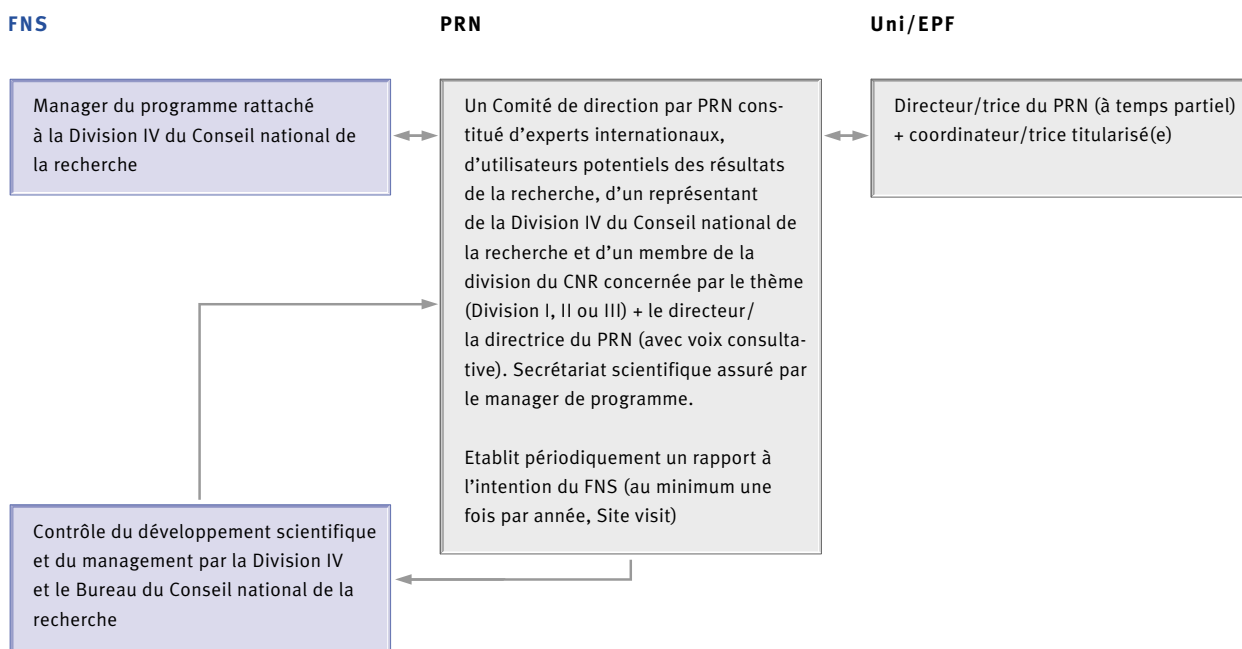 FNS
PRN
Uni/EPF
Manager du programme rattaché
à la Division IV du Conseil national de
la recherche
Un Comité de direction par PRN cons-
titué d'experts internationaux,
d'utilisateurs potentiels des résultats
de la recherche, d'un représentant
de la Division IV du Conseil national de
la recherche et d'un membre de la
division du CNR concernée par le thème
(Division I, II ou III) + le directeur/
la directrice du PRN (avec voix consulta-
tive). Secrétariat scientifique assuré par
le manager de programme.
Etablit périodiquement un rapport à
l'intention du FNS (au minimum une
fois par année, Site visit)
Directeur/trice du PRN (à temps partiel)
+ coordinateur/trice titularisé(e)
Contrôle du développement scientifique
et du management par la Division IV
et le Bureau du Conseil national de la
recherche